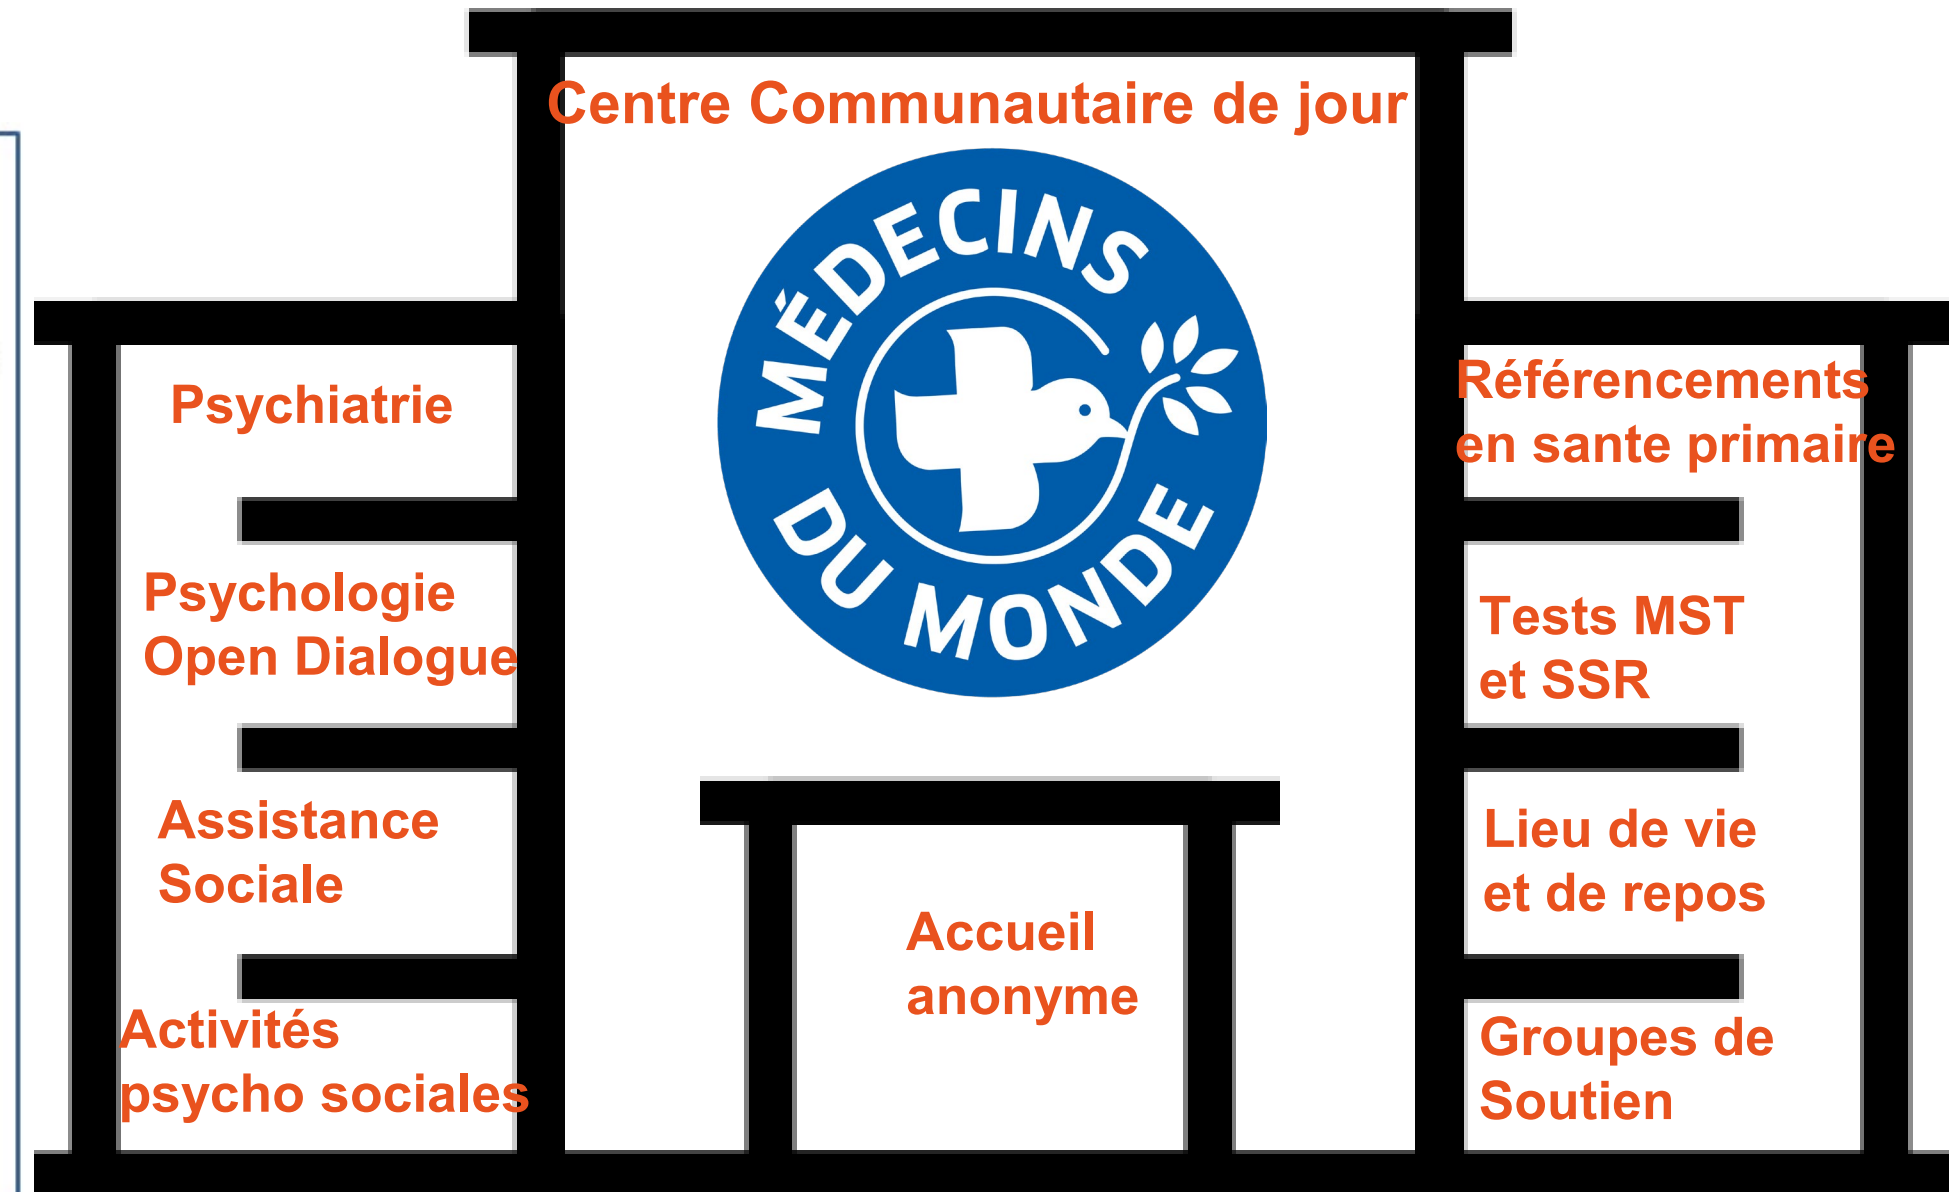 Centre Communautaire de jour
MÉDECINS
DU MONDE
Psychiatrie
Psychologie
Open Dialogue
Assistance
Sociale
Activités
psycho sociales
Accueil
anonyme
Référencements
en sante primaire
Tests MST
et SSR
Lieu de vie
et de repos
Groupes de
Soutien